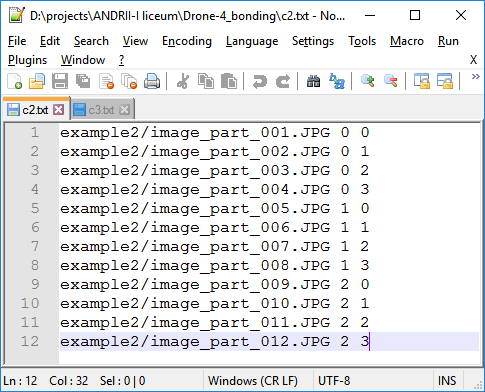 D:\projects\ANDRII-I liceum\Drone-4_bonding\c2.txt - No...
File Edit Search View Encoding Language Settings Tools Macro Run
Plugins Window ? X
c2.txt c3.txt
1 example2/image_part_001.JPG 0 0
2 example2/image_part_002.JPG 0 1
3 example2/image_part_003.JPG 0 2
4 example2/image_part_004.JPG 0 3
5 example2/image_part_005.JPG 1 0
6 example2/image_part_006.JPG 1 1
7 example2/image_part_007.JPG 1 2
8 example2/image_part_008.JPG 1 3
9 example2/image_part_009.JPG 2 0
10 example2/image_part_010.JPG 2 1
11 example2/image_part_011.JPG 2 2
12 example2/image_part_012.JPG 2 3
Ln : 12 Col : 32 Sel : 0 | 0 Windows (CR LF) UTF-8 INS